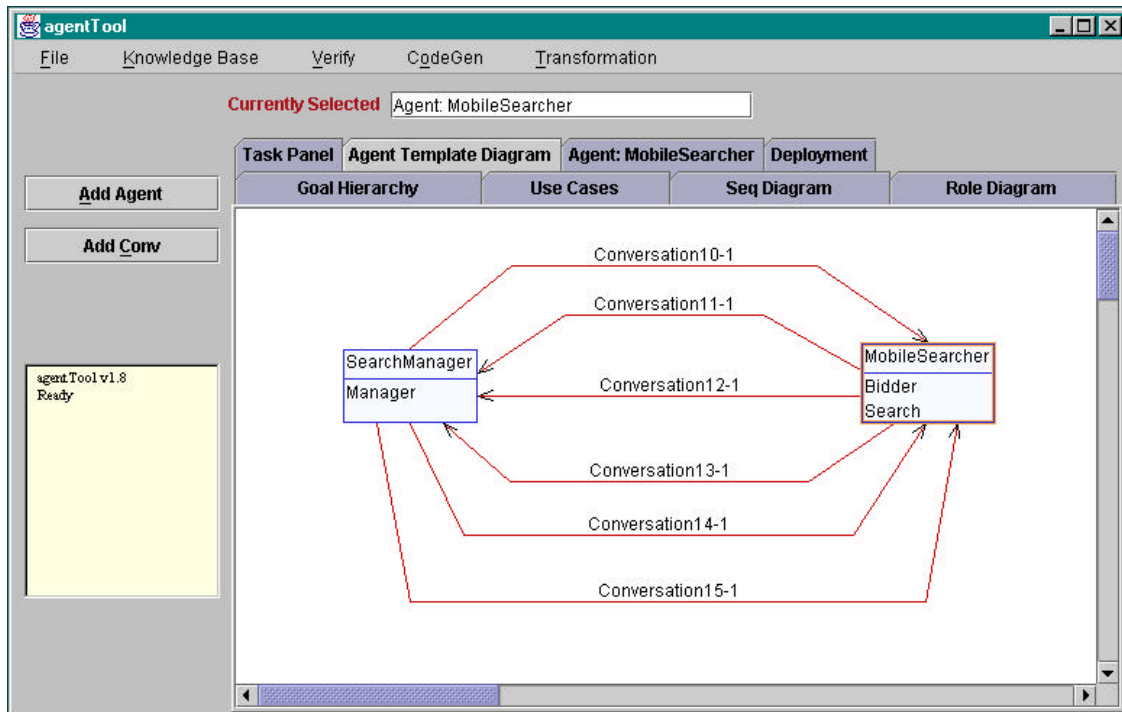 agentTool
File Knowledge Base Verify CodeGen Transformation
Currently Selected Agent: MobileSearcher
Task Panel Agent Template Diagram Agent: MobileSearcher Deployment
Goal Hierarchy Use Cases Seq Diagram Role Diagram
Add Agent
Add Conv
agentTool v1.8
Ready
Conversation10-1
Conversation11-1
SearchManager
Manager
MobileSearcher
Bidder
Search
Conversation12-1
Conversation13-1
Conversation14-1
Conversation15-1